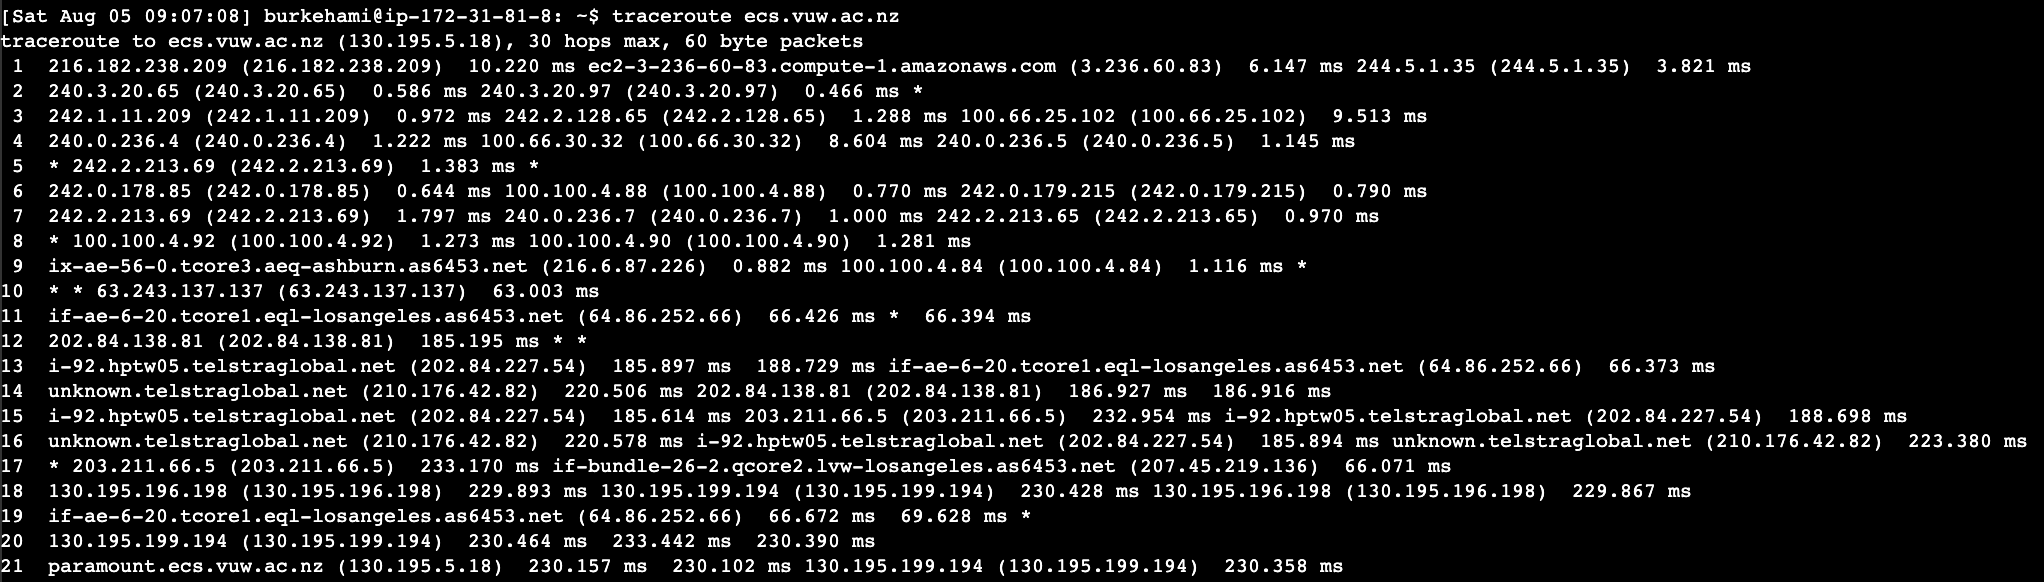 [Sat Aug 05 09:07:08] burkehami@ip-172-31-81-8: ~$ traceroute ecs.vuw.ac.nz
traceroute to ecs.vuw.ac.nz (130.195.5.18), 30 hops max, 60 byte packets
 1  216.182.238.209 (216.182.238.209)  10.220 ms ec2-3-236-60-83.compute-1.amazonaws.com (3.236.60.83)  6.147 ms 244.5.1.35 (244.5.1.35)  3.821 ms
 2  240.3.20.65 (240.3.20.65)  0.586 ms 240.3.20.97 (240.3.20.97)  0.466 ms *
 3  242.1.11.209 (242.1.11.209)  0.972 ms 242.2.128.65 (242.2.128.65)  1.288 ms 100.66.25.102 (100.66.25.102)  9.513 ms
 4  240.0.236.4 (240.0.236.4)  1.222 ms 100.66.30.32 (100.66.30.32)  8.604 ms 240.0.236.5 (240.0.236.5)  1.145 ms
 5  * 242.2.213.69 (242.2.213.69)  1.383 ms *
 6  242.0.178.85 (242.0.178.85)  0.644 ms 100.100.4.88 (100.100.4.88)  0.770 ms 242.0.179.215 (242.0.179.215)  0.790 ms
 7  242.2.213.69 (242.2.213.69)  1.797 ms 240.0.236.7 (240.0.236.7)  1.000 ms 242.2.213.65 (242.2.213.65)  0.970 ms
 8  * 100.100.4.92 (100.100.4.92)  1.273 ms 100.100.4.90 (100.100.4.90)  1.281 ms
 9  ix-ae-56-0.tcore3.aeq-ashburn.as6453.net (216.6.87.226)  0.882 ms 100.100.4.84 (100.100.4.84)  1.116 ms *
10  * * 63.243.137.137 (63.243.137.137)  63.003 ms
11  if-ae-6-20.tcore1.eql-losangeles.as6453.net (64.86.252.66)  66.426 ms *  66.394 ms
12  202.84.138.81 (202.84.138.81)  185.195 ms * *
13  i-92.hptw05.telstraglobal.net (202.84.227.54)  185.897 ms  188.729 ms if-ae-6-20.tcore1.eql-losangeles.as6453.net (64.86.252.66)  66.373 ms
14  unknown.telstraglobal.net (210.176.42.82)  220.506 ms 202.84.138.81 (202.84.138.81)  186.927 ms  186.916 ms
15  i-92.hptw05.telstraglobal.net (202.84.227.54)  185.614 ms 203.211.66.5 (203.211.66.5)  232.954 ms i-92.hptw05.telstraglobal.net (202.84.227.54)  188.698 ms
16  unknown.telstraglobal.net (210.176.42.82)  220.578 ms i-92.hptw05.telstraglobal.net (202.84.227.54)  185.894 ms unknown.telstraglobal.net (210.176.42.82)  223.380 ms
17  * 203.211.66.5 (203.211.66.5)  233.170 ms if-bundle-26-2.qcore2.lvw-losangeles.as6453.net (207.45.219.136)  66.071 ms
18  130.195.196.198 (130.195.196.198)  229.893 ms 130.195.199.194 (130.195.199.194)  230.428 ms 130.195.196.198 (130.195.196.198)  229.867 ms
19  if-ae-6-20.tcore1.eql-losangeles.as6453.net (64.86.252.66)  66.672 ms  69.628 ms *
20  130.195.199.194 (130.195.199.194)  230.464 ms  233.442 ms  230.390 ms
21  paramount.ecs.vuw.ac.nz (130.195.5.18)  230.157 ms  230.102 ms 130.195.199.194 (130.195.199.194)  230.358 ms